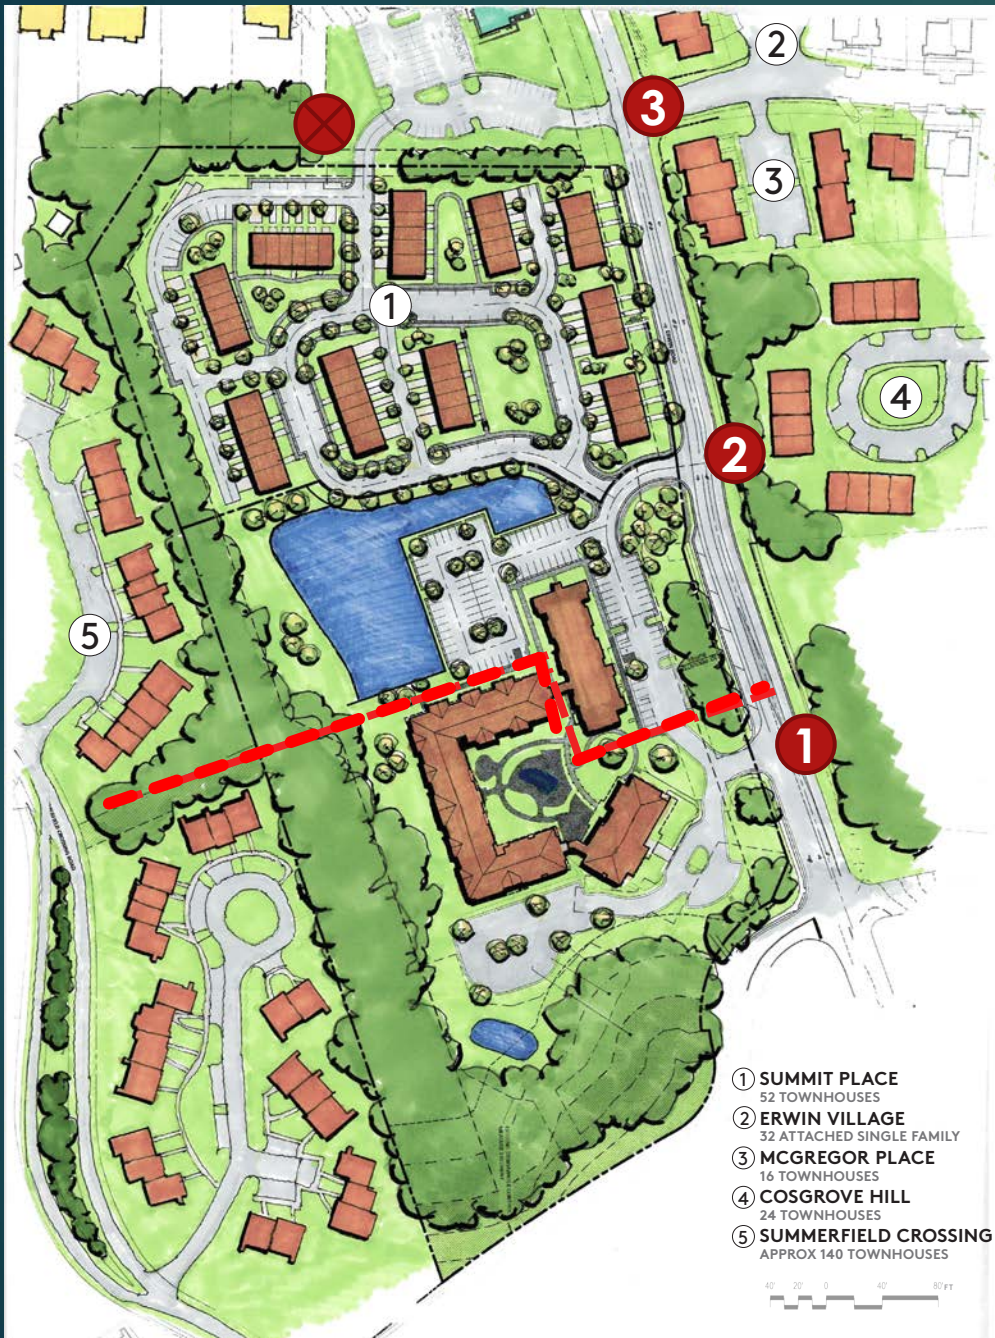 2
3
3
1
4
2
5
1
1 SUMMIT PLACE
52 TOWNHOUSES
2 ERWIN VILLAGE
32 ATTACHED SINGLE FAMILY
3 MCGREGOR PLACE
16 TOWNHOUSES
4 COSGROVE HILL
24 TOWNHOUSES
5 SUMMERFIELD CROSSING
APPROX 140 TOWNHOUSES
40' 20' 0 40' 80' FT